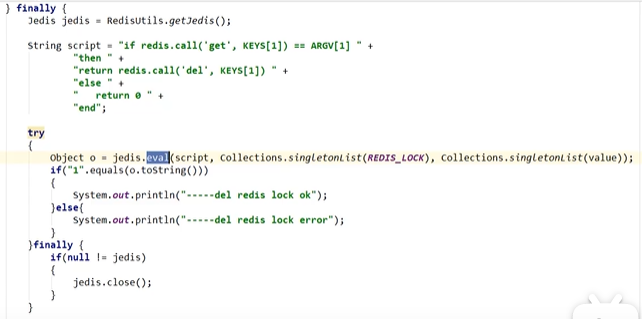 } finally {
    Jedis jedis = RedisUtils.getJedis();
    String script = "if redis.call('get', KEYS[1]) == ARGV[1] " +
            "then " +
            "return redis.call('del', KEYS[1]) " +
            "else " +
            "   return 0 " +
            "end";
    try
    {
        Object o = jedis.eval(script, Collections.singletonList(REDIS_LOCK), Collections.singletonList(value));
        if("1".equals(o.toString()))
        {
            System.out.println("-----del redis lock ok");
        }else{
            System.out.println("-----del redis lock error");
        }
    }finally {
        if(null != jedis)
        {
            jedis.close();
        }
    }